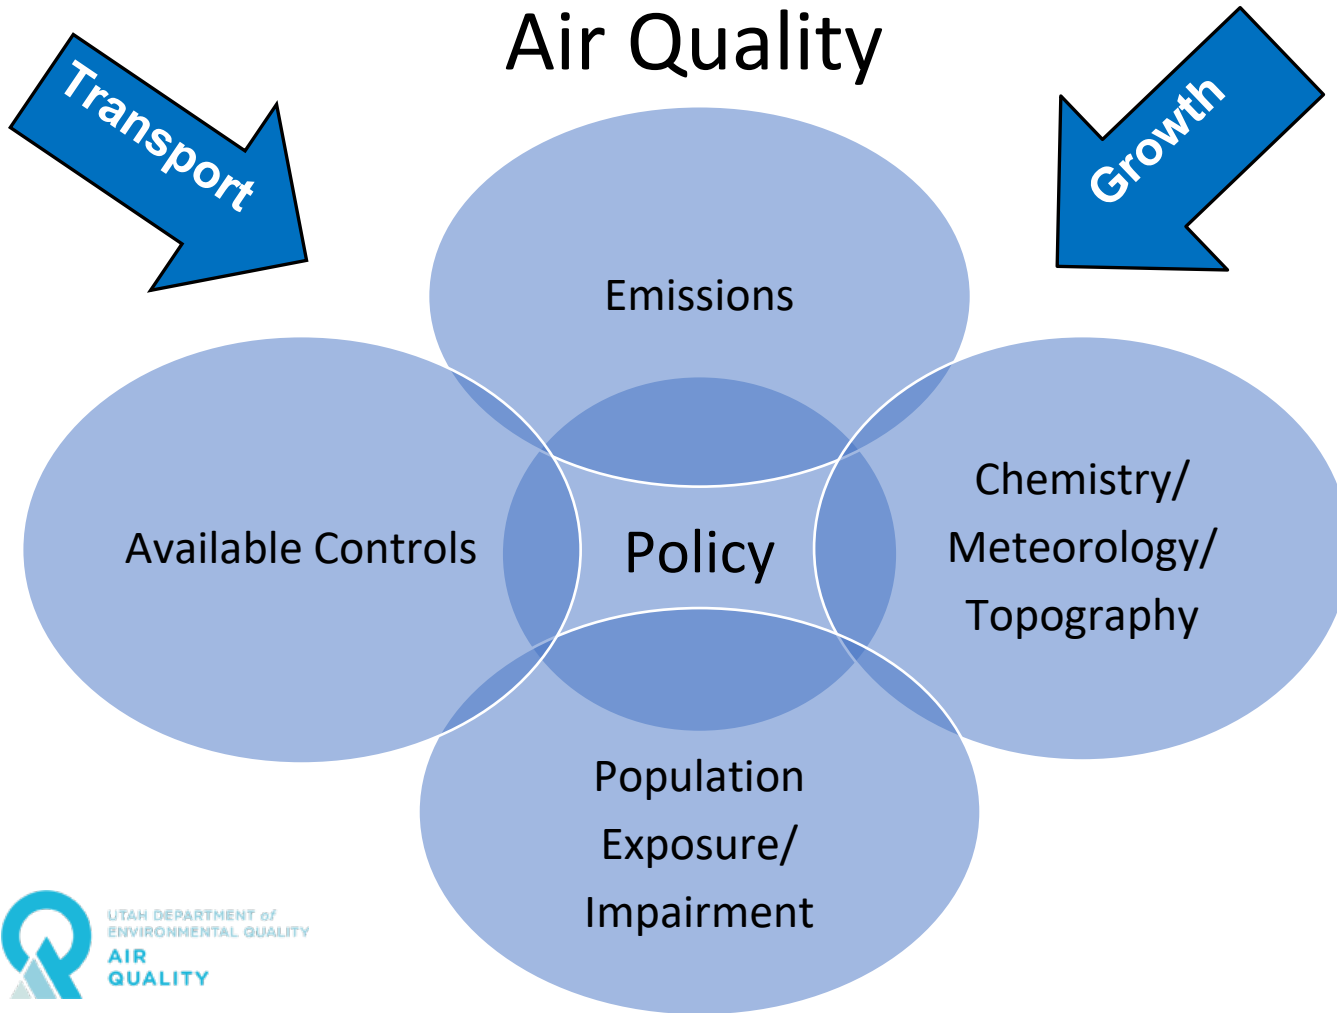 Air Quality
Transport
Growth
Emissions
Available Controls
Policy
Chemistry/
Meteorology/
Topography
Population
Exposure/
Impairment
UTAH DEPARTMENT of
ENVIRONMENTAL QUALITY
AIR
QUALITY